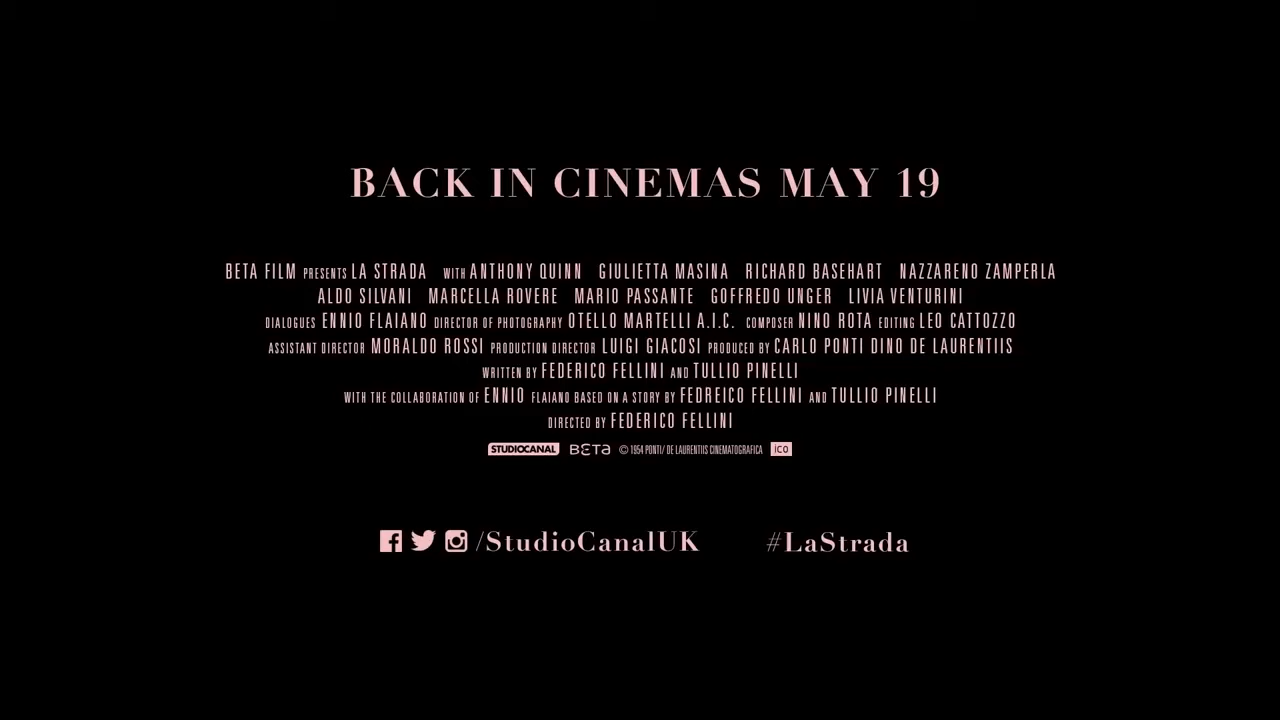 BACK IN CINEMAS MAY 19
BETA FILM PRESENTS LA STRADA WITH ANTHONY QUINN GIULIETTA MASINA RICHARD BASEHART NAZZARENO ZAMPERLA
ALDO SILVANI MARCELLA ROVERE MARIO PASSANTE GOFFREDO UNGER LIVIA VENTURINI
DIALOGUES ENNIO FLAIANO DIRECTOR OF PHOTOGRAPHY OTELLO MARTELLI A.I.C. COMPOSER NINO ROTA EDITING LEO CATTOZZO
ASSISTANT DIRECTOR MORALDO ROSSI PRODUCTION DIRECTOR LUIGI GIACOSI PRODUCED BY CARLO PONTI DINO DE LAURENTIIS
WRITTEN BY FEDERICO FELLINI AND TULLIO PINELLI
WITH THE COLLABORATION OF ENNIO FLAIANO BASED ON A STORY BY FEDREICO FELLINI AND TULLIO PINELLI
DIRECTED BY FEDERICO FELLINI
STUDIOCANAL BETA © 1954 PONTI/ DE LAURENTIIS CINEMATOGRAFICA ico
/StudioCanalUK #LaStrada